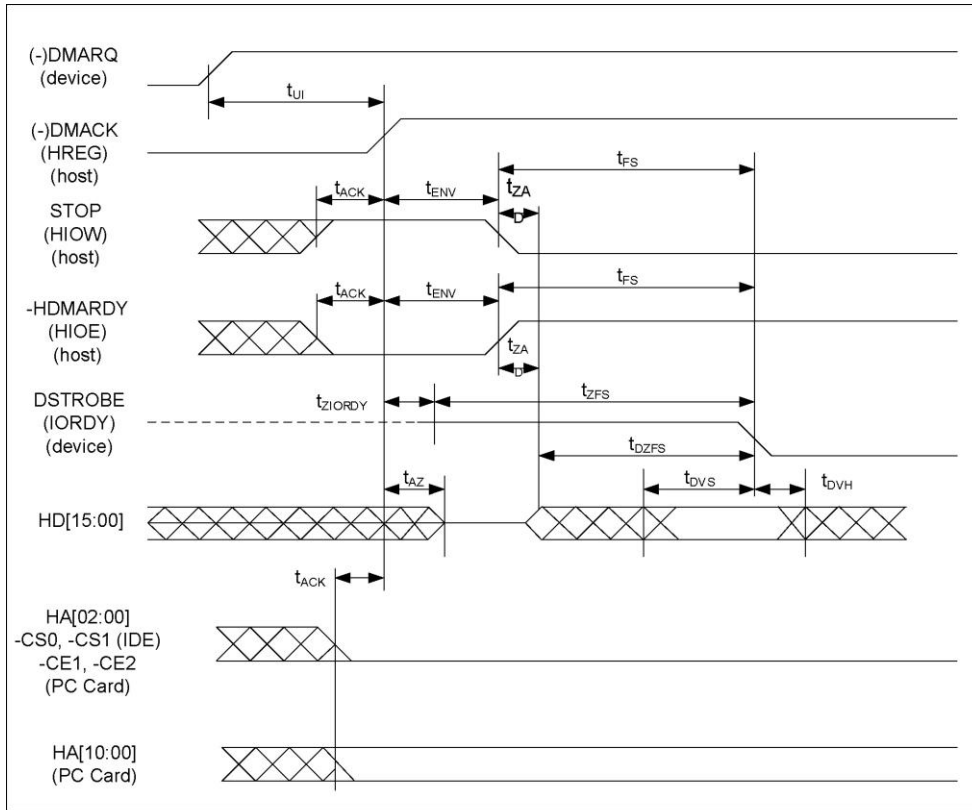 (-)DMARQ
(device)
tUI
(-)DMACK
(HREG)
(host)
tFS
tACK
tENV
tZA
D
STOP
(HIOW)
(host)
tACK
tENV
tFS
-HDMARDY
(HIOE)
(host)
tZA
D
tZIORDY
tZFS
DSTROBE
(IORDY)
(device)
tDZFS
tAZ
tDVS
tDVH
HD[15:00]
tACK
HA[02:00]
-CS0, -CS1 (IDE)
-CE1, -CE2
(PC Card)
HA[10:00]
(PC Card)